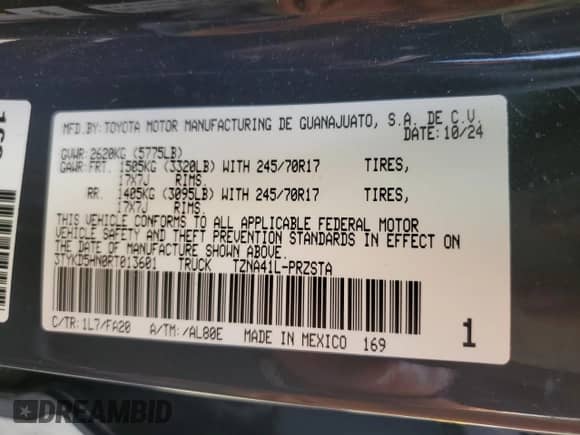 MFD.BY:TOYOTA MOTOR MANUFACTURING DE GUANAJUATO, S.A. DE C.V.
DATE:10/24
GVWR:2620KG (5775LB)
GAWR:FRT. 1505KG (3320LB) WITH 245/70R17 TIRES,
17X7J RIMS.
RR. 1405KG (3095LB) WITH 245/70R17 TIRES,
17X7J RIMS.
THIS VEHICLE CONFORMS TO ALL APPLICABLE FEDERAL MOTOR
VEHICLE SAFETY AND THEFT PREVENTION STANDARDS IN EFFECT ON
THE DATE OF MANUFACTURE SHOWN ABOVE.
3TYKD5HN0RT013601 TRUCK TZNA41L-PRZSTA
C/TR:1L7/FA20 A/TM:/AL80E MADE IN MEXICO 169 1
DREAMBID